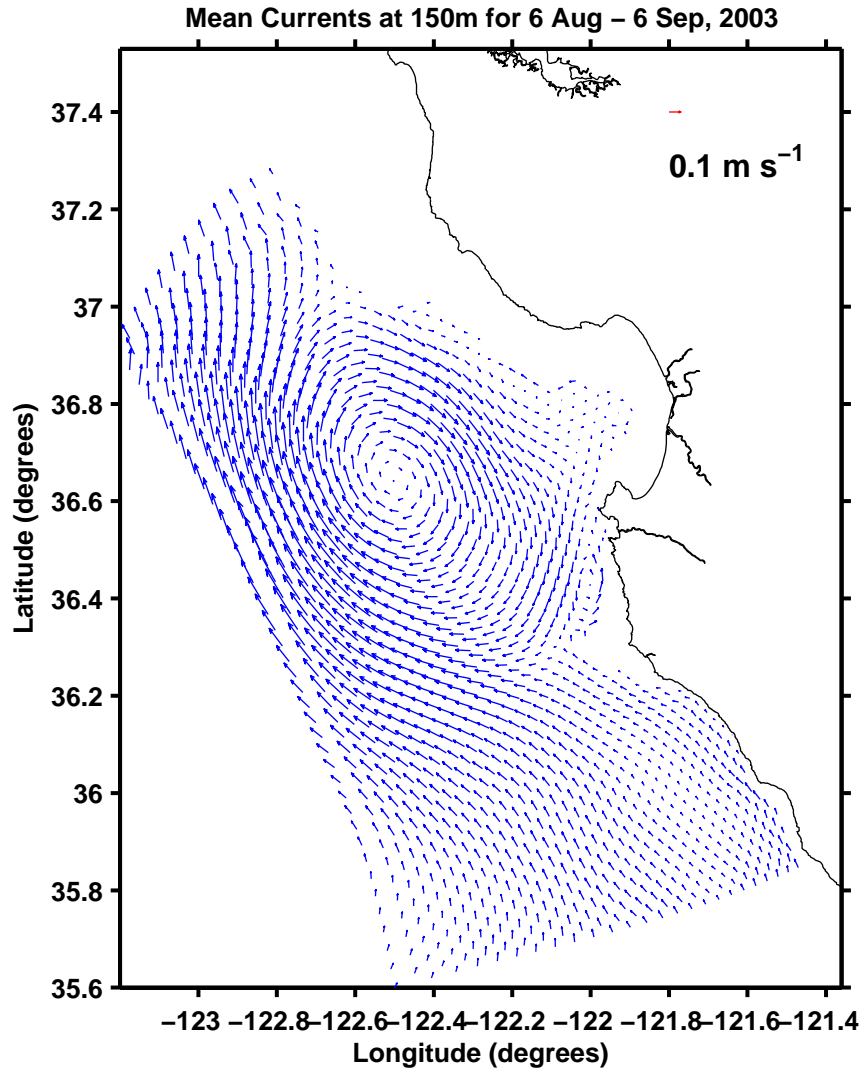 Mean Currents at 150m for 6 Aug − 6 Sep, 2003
37.4
0.1 m s−1
37.2
37
36.8
36.6
36.4
36.2
36
35.8
35.6
Latitude (degrees)
−123 −122.8 −122.6 −122.4 −122.2 −122 −121.8 −121.6 −121.4
Longitude (degrees)